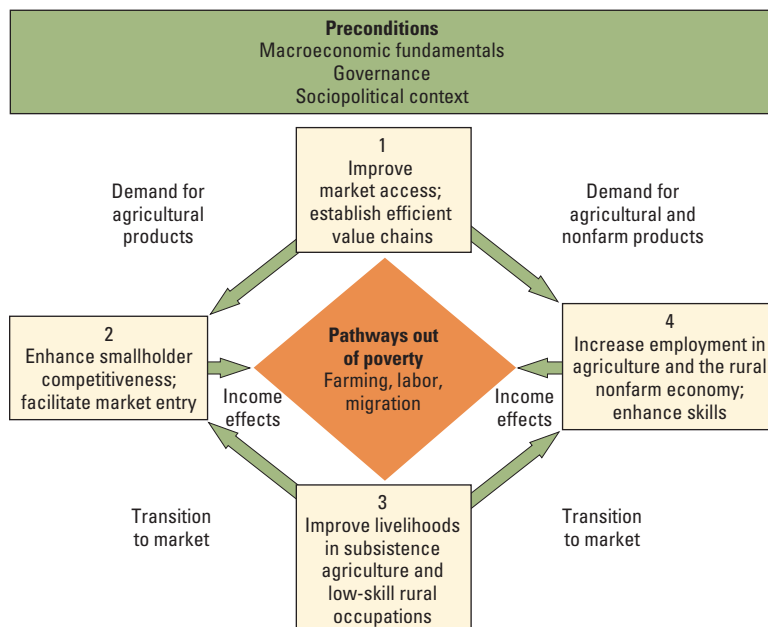 Preconditions
Macroeconomic fundamentals
Governance
Sociopolitical context
1
Improve
market access;
establish efficient
value chains
Demand for
agricultural
products
Demand for
agricultural and
nonfarm products
2
Enhance smallholder
competitiveness;
facilitate market entry
Pathways out
of poverty
Farming, labor,
migration
4
Increase employment in
agriculture and the rural
nonfarm economy;
enhance skills
Income
effects
Income
effects
Transition
to market
3
Improve livelihoods
in subsistence
agriculture and
low-skill rural
occupations
Transition
to market